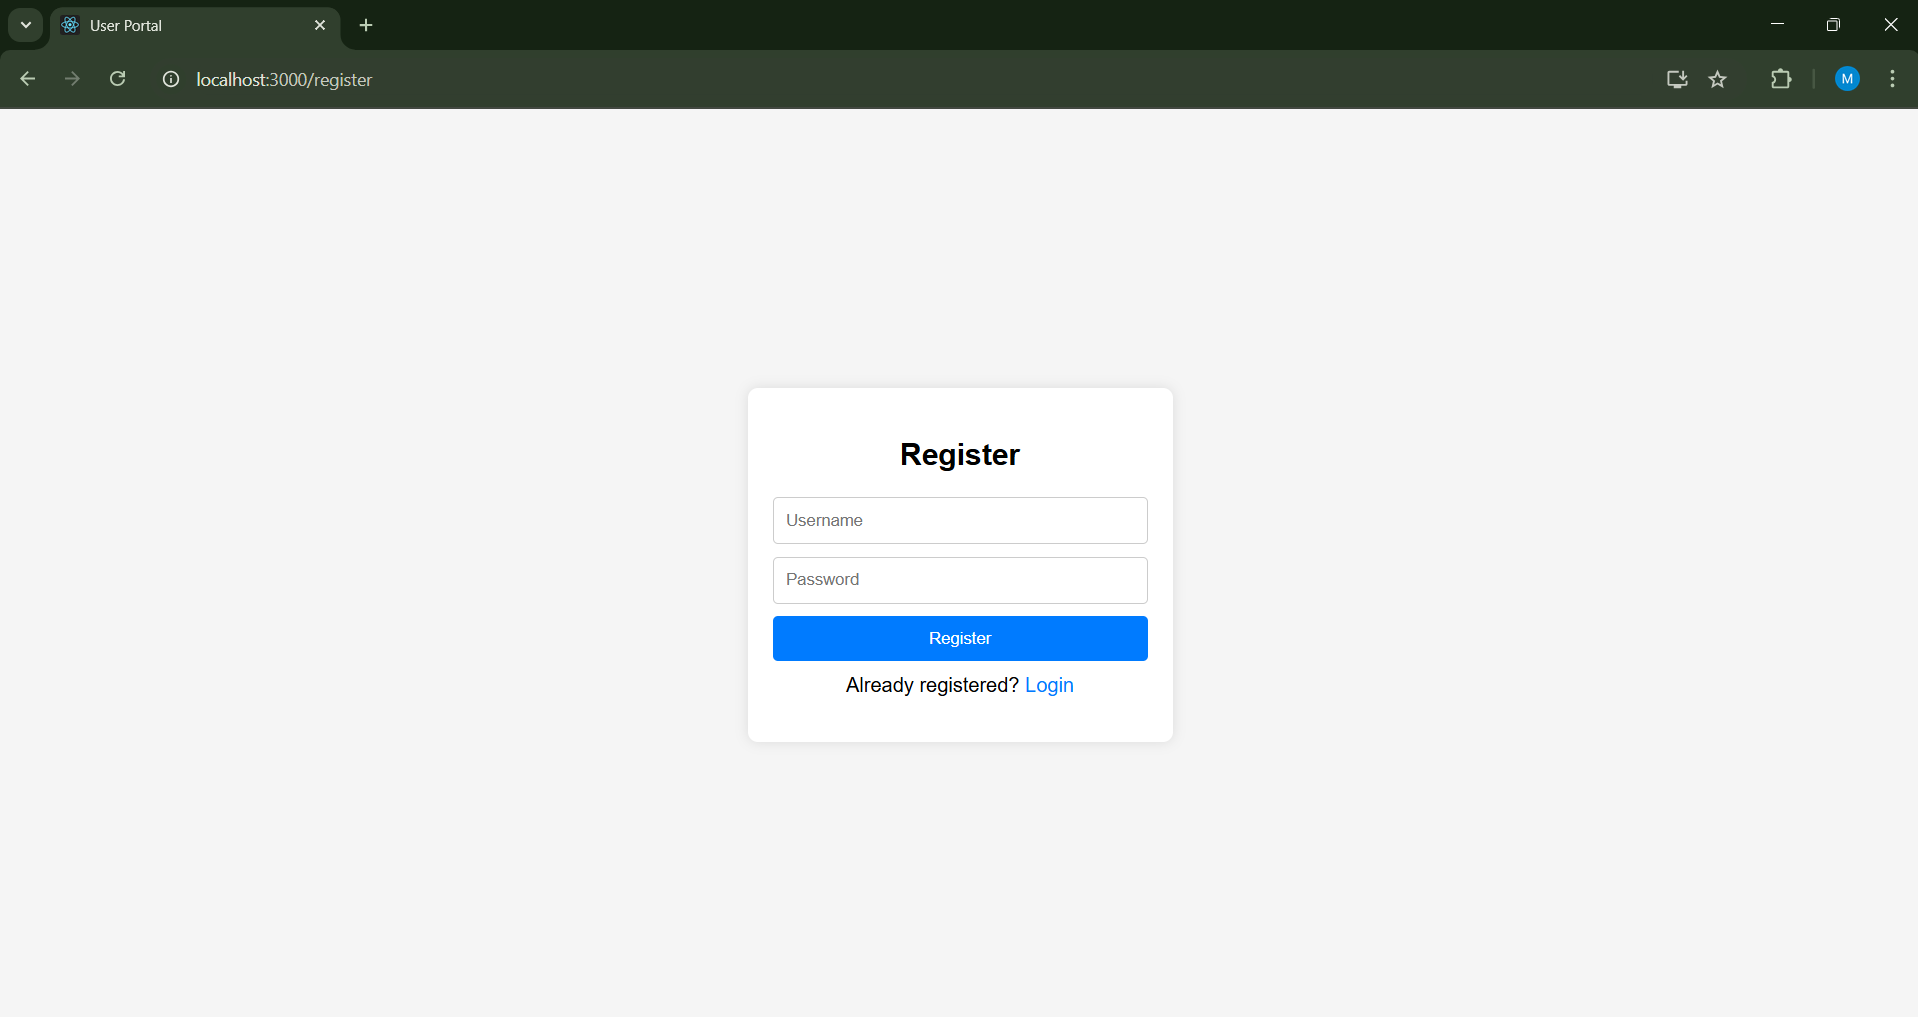 User Portal
localhost:3000/register
M
Register
Username
Password
Register
Already registered? Login